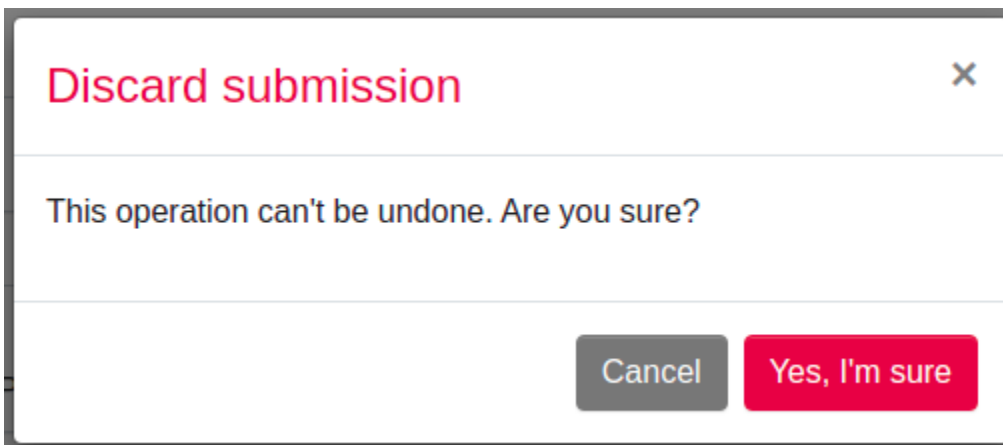 Discard submission ×
This operation can't be undone. Are you sure?
Cancel Yes, I'm sure